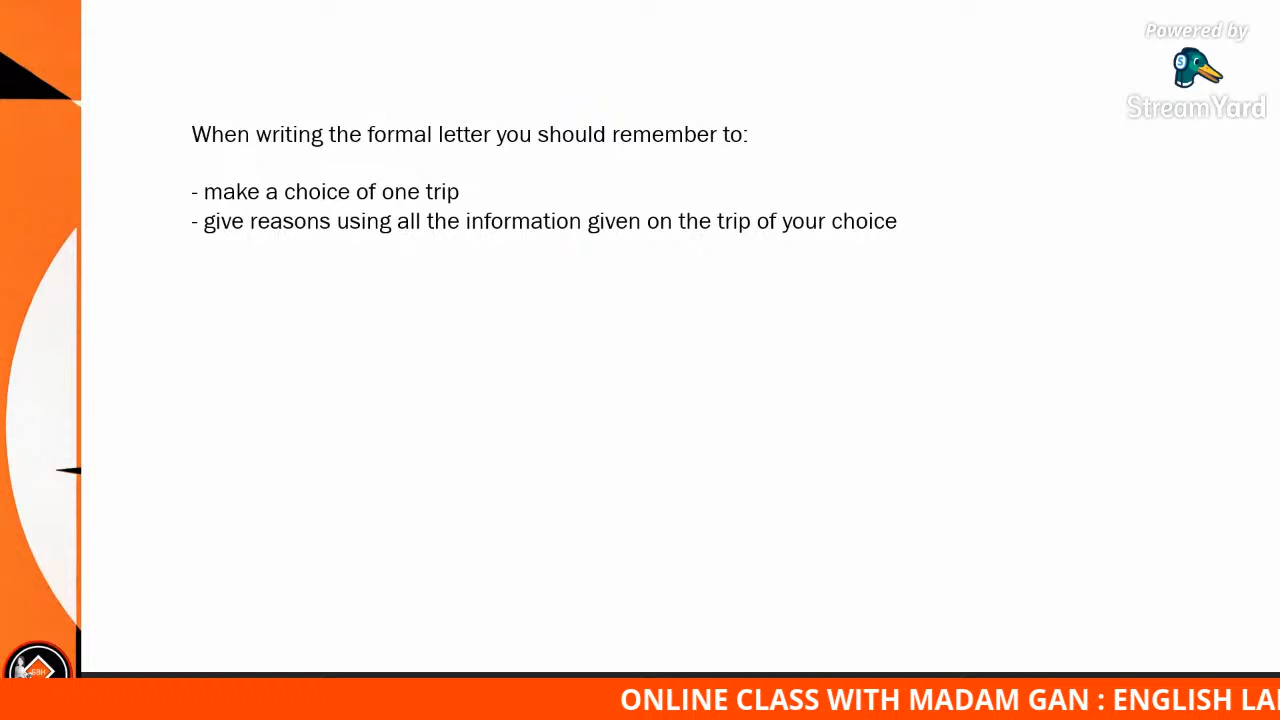 Powered by
StreamYard
When writing the formal letter you should remember to:
- make a choice of one trip
- give reasons using all the information given on the trip of your choice
ONLINE CLASS WITH MADAM GAN : ENGLISH